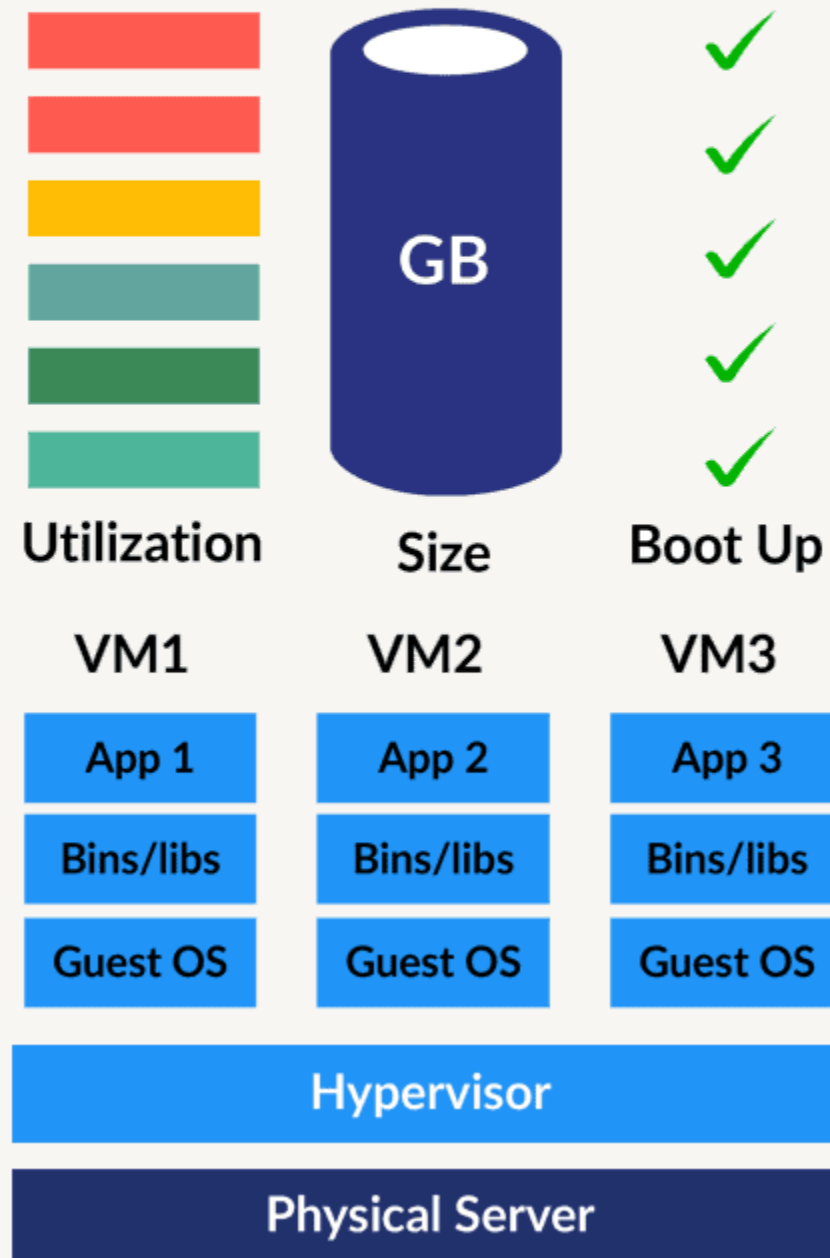 GB
Utilization
Size
Boot Up
VM1
VM2
VM3
App 1
App 2
App 3
Bins/libs
Bins/libs
Bins/libs
Guest OS
Guest OS
Guest OS
Hypervisor
Physical Server